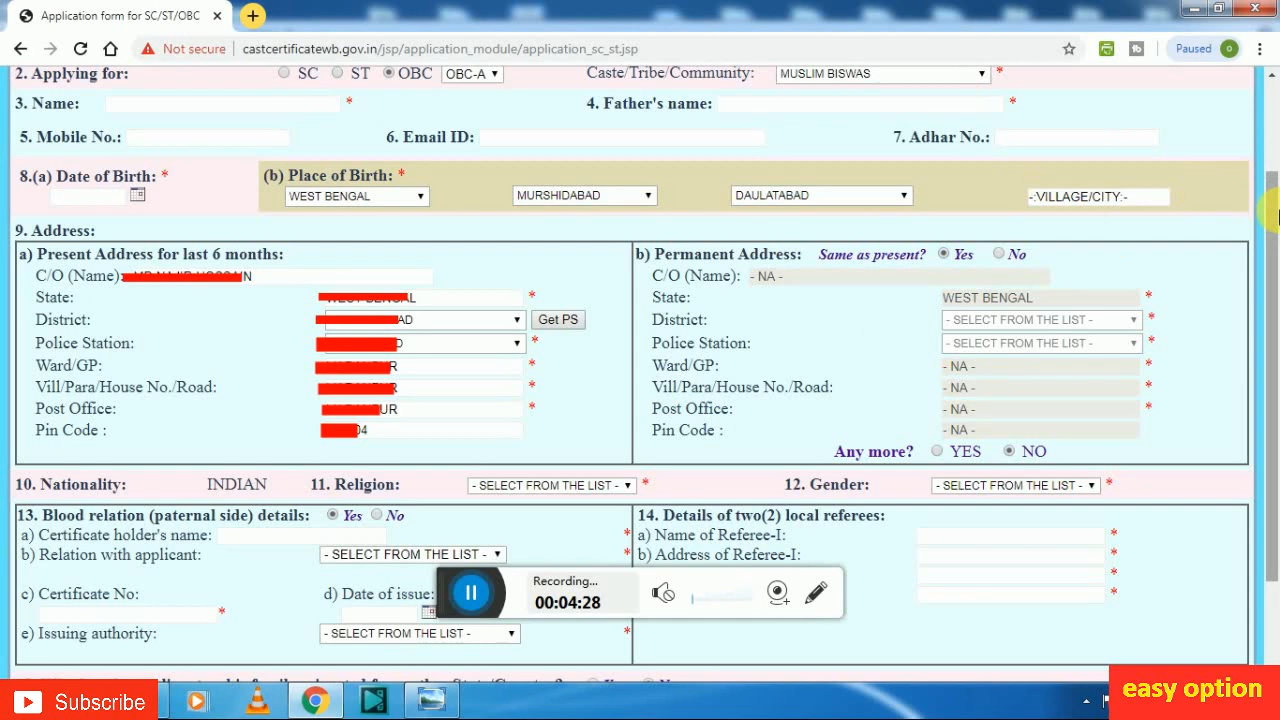 Application form for SC/ST/OBC
Not secure castcertificatewb.gov.in/jsp/application_module/application_sc_st.jsp Paused
2. Applying for: SC ST OBC OBC-A Caste/Tribe/Community: MUSLIM BISWAS *
3. Name: * 4. Father's name: *
5. Mobile No.: 6. Email ID: 7. Adhar No.:
8.(a) Date of Birth: * (b) Place of Birth: *
WEST BENGAL MURSHIDABAD DAULATABAD -:VILLAGE/CITY:-
9. Address:
a) Present Address for last 6 months: b) Permanent Address: Same as present? Yes No
C/O (Name): C/O (Name): - NA -
State: * State: WEST BENGAL *
District: Get PS District: - SELECT FROM THE LIST - *
Police Station: * Police Station: - SELECT FROM THE LIST - *
Ward/GP: * Ward/GP: - NA - *
Vill/Para/House No./Road: * Vill/Para/House No./Road: - NA -
Post Office: * Post Office: - NA - *
Pin Code : 04 Pin Code : - NA -
Any more? YES NO
10. Nationality: INDIAN 11. Religion: - SELECT FROM THE LIST - * 12. Gender: - SELECT FROM THE LIST - *
13. Blood relation (paternal side) details: Yes No 14. Details of two(2) local referees:
a) Certificate holder's name: * a) Name of Referee-I: *
b) Relation with applicant: - SELECT FROM THE LIST - * b) Address of Referee-I: *
*
c) Certificate No: d) Date of issue: *
*
e) Issuing authority: - SELECT FROM THE LIST - *
Recording...
00:04:28
Subscribe
easy option